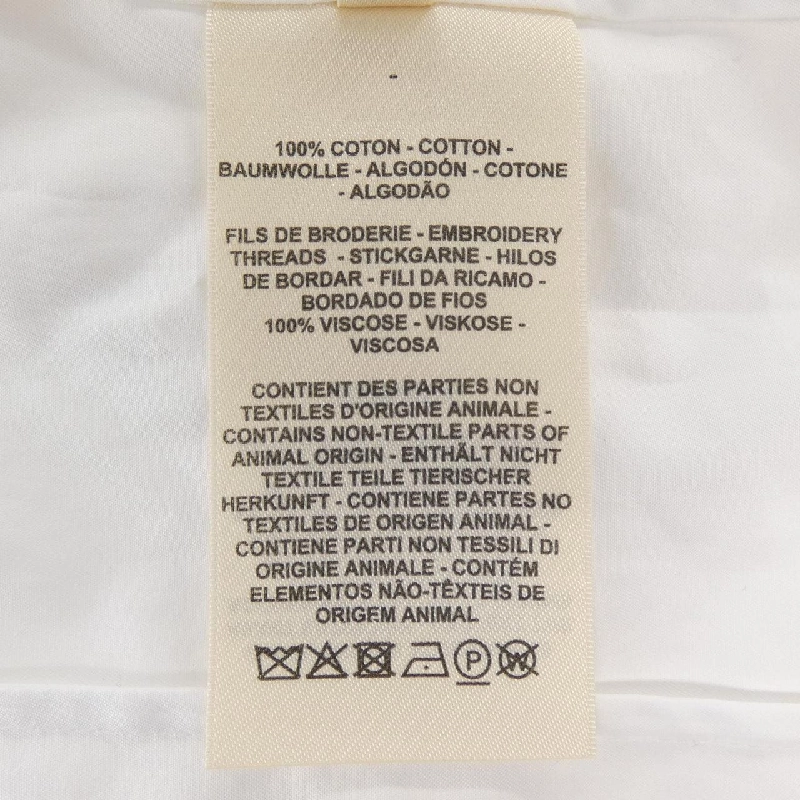 100% COTON - COTTON -
BAUMWOLLE - ALGODÓN - COTONE
- ALGODÃO
FILS DE BRODERIE - EMBROIDERY
THREADS - STICKGARNE - HILOS
DE BORDAR - FILI DA RICAMO -
BORDADO DE FIOS
100% VISCOSE - VISKOSE -
VISCOSA
CONTIENT DES PARTIES NON
TEXTILES D'ORIGINE ANIMALE -
CONTAINS NON-TEXTILE PARTS OF
ANIMAL ORIGIN - ENTHÄLT NICHT
TEXTILE TEILE TIERISCHER
HERKUNFT - CONTIENE PARTES NO
TEXTILES DE ORIGEN ANIMAL -
CONTIENE PARTI NON TESSILI DI
ORIGINE ANIMALE - CONTÉM
ELEMENTOS NÃO-TÊXTEIS DE
ORIGEM ANIMAL
P W